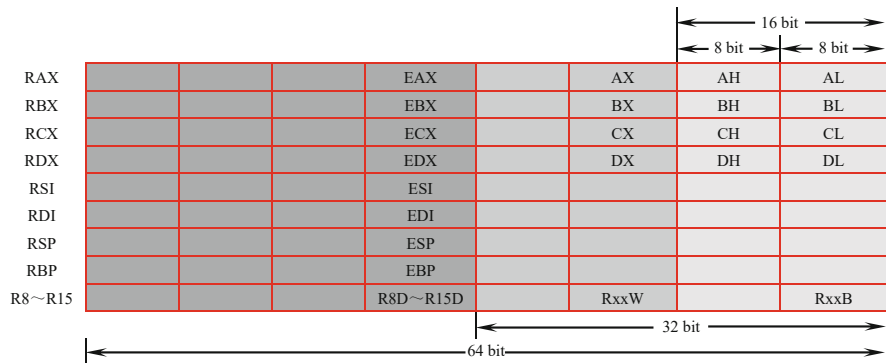 16 bit
8 bit 8 bit
RAX EAX AX AH AL
RBX EBX BX BH BL
RCX ECX CX CH CL
RDX EDX DX DH DL
RSI ESI
RDI EDI
RSP ESP
RBP EBP
R8～R15 R8D～R15D RxxW RxxB
32 bit
64 bit